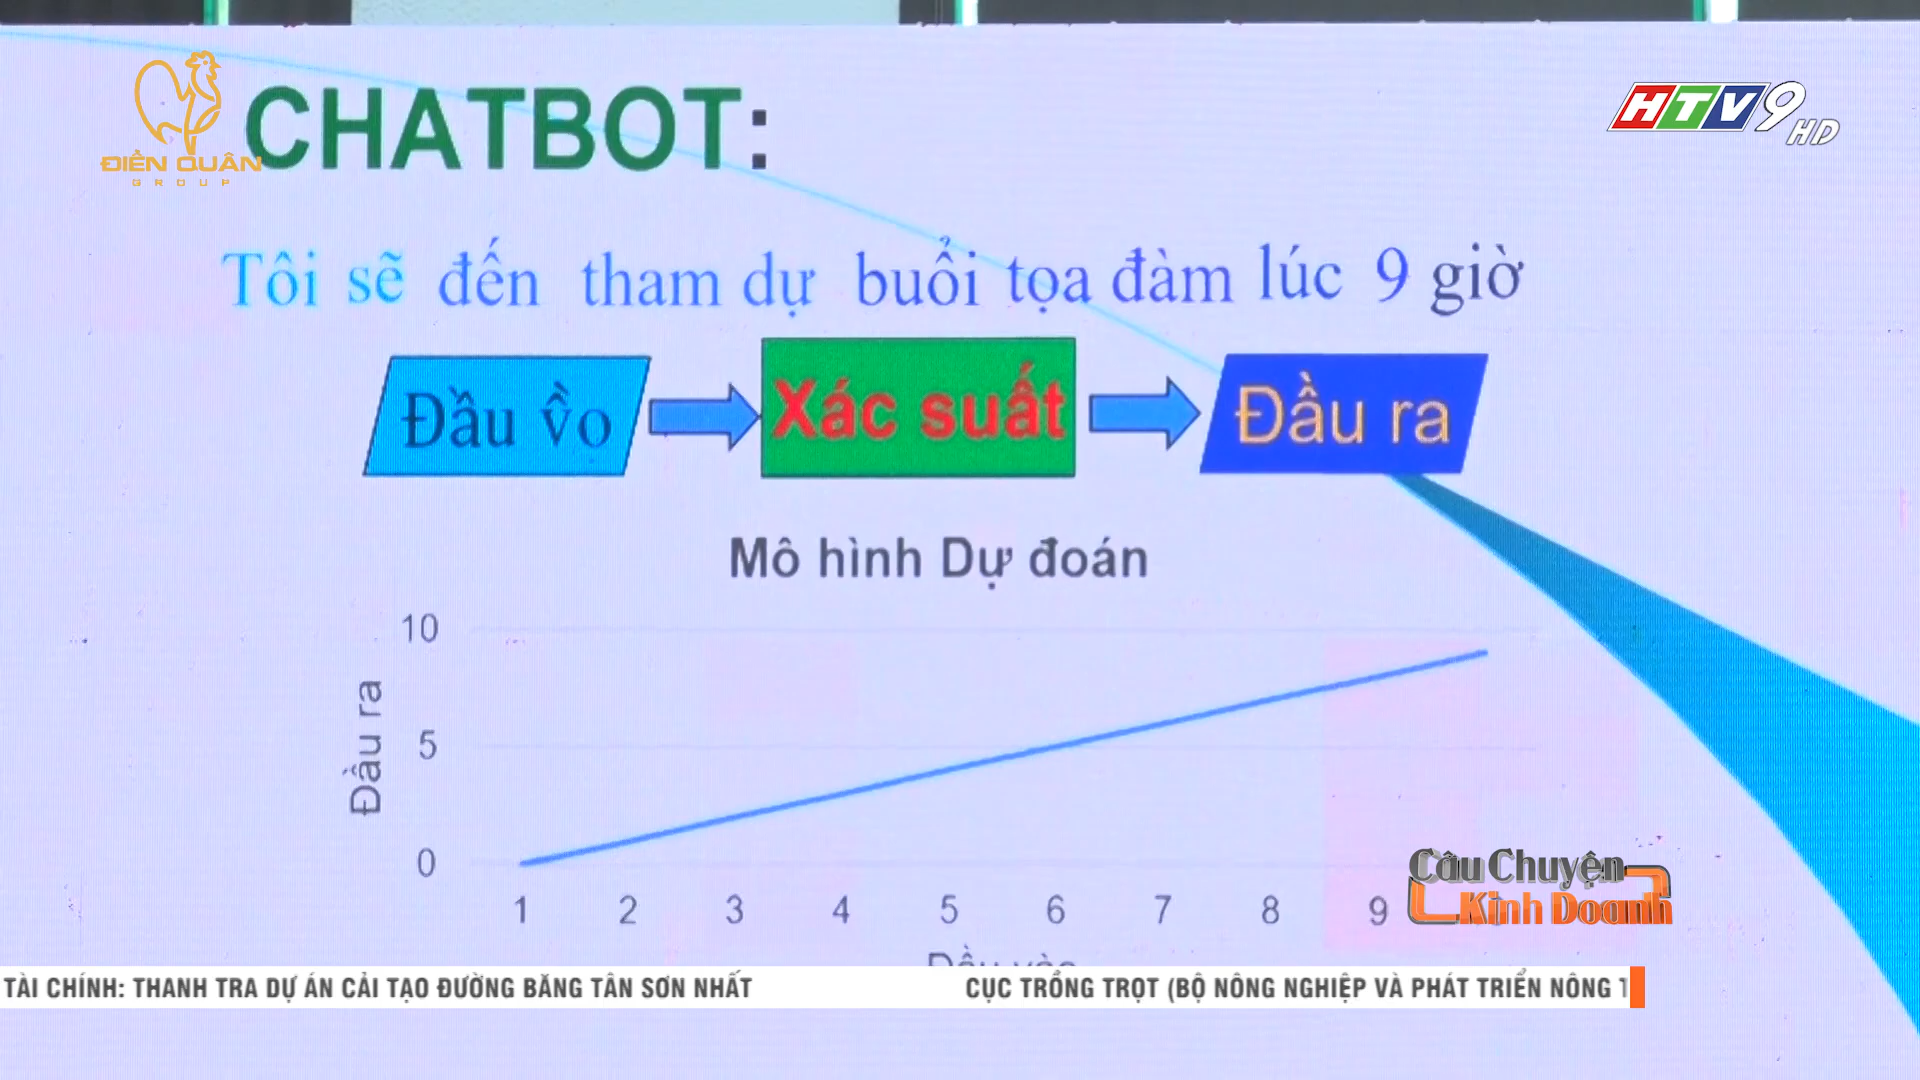 CHATBOT:
ĐIỀN QUÂN
GROUP
HTV9
HD
Tôi sẽ đến tham dự buổi tọa đàm lúc 9 giờ
Đầu vọ̀
Xác suất
Đầu ra
Mô hình Dự đoán
10
5
0
Đầu ra
1 2 3 4 5 6 7 8 9
Câu Chuyện
Kinh Doanh
TÀI CHÍNH: THANH TRA DỰ ÁN CẢI TẠO ĐƯỜNG BĂNG TÂN SƠN NHẤT
CỤC TRỒNG TRỌT (BỘ NÔNG NGHIỆP VÀ PHÁT TRIỂN NÔNG